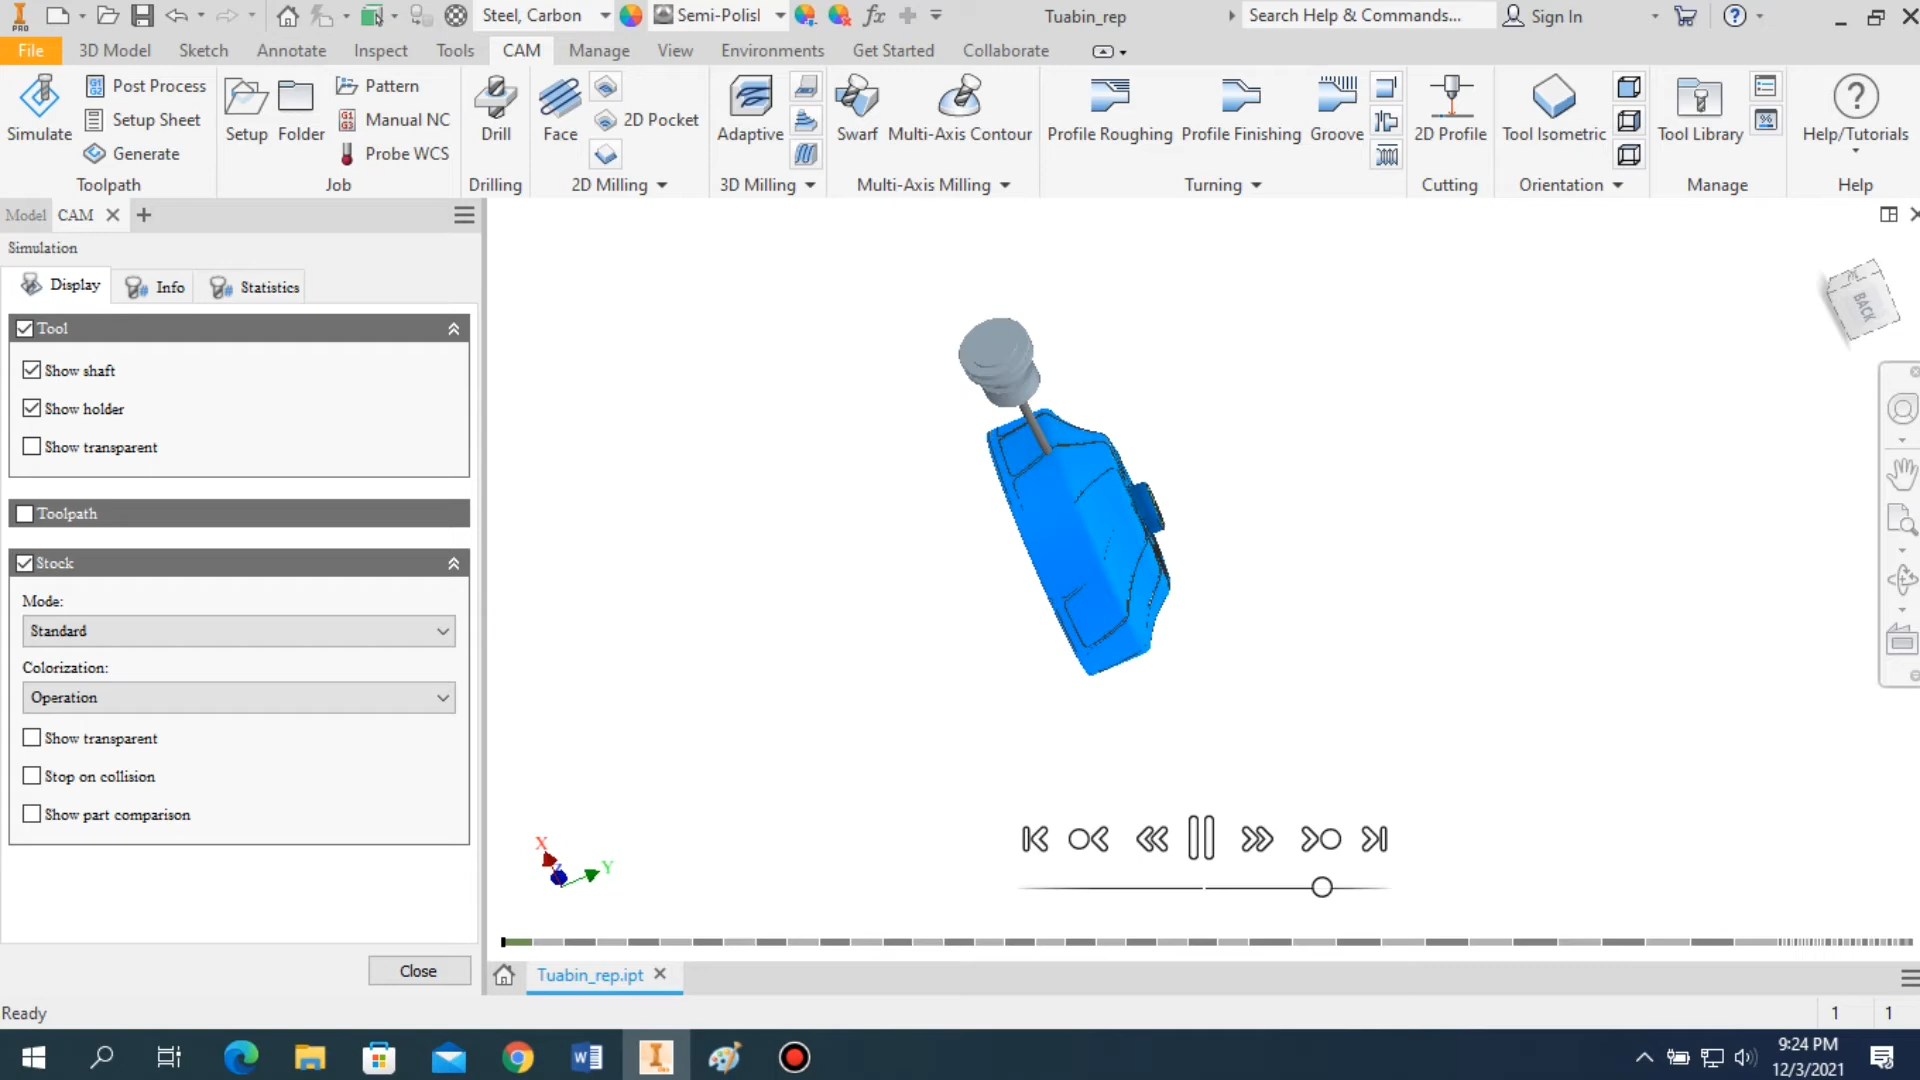 PRO
Steel, Carbon
Semi-Polisl
fx
Tuabin_rep
Search Help & Commands...
Sign In
File
3D Model
Sketch
Annotate
Inspect
Tools
CAM
Manage
View
Environments
Get Started
Collaborate
Simulate
Post Process
Setup Sheet
Generate
Toolpath
Setup
Folder
Pattern
Manual NC
Probe WCS
Job
Drill
Drilling
Face
2D Pocket
2D Milling
Adaptive
3D Milling
Swarf
Multi-Axis Contour
Multi-Axis Milling
Profile Roughing
Profile Finishing
Groove
Turning
2D Profile
Cutting
Tool Isometric
Orientation
Tool Library
Manage
Help/Tutorials
Help
Model
CAM
Simulation
Display
Info
Statistics
Tool
Show shaft
Show holder
Show transparent
Toolpath
Stock
Mode:
Standard
Colorization:
Operation
Show transparent
Stop on collision
Show part comparison
Close
BACK
X
Y
Tuabin_rep.ipt
Ready
1
1
9:24 PM
12/3/2021